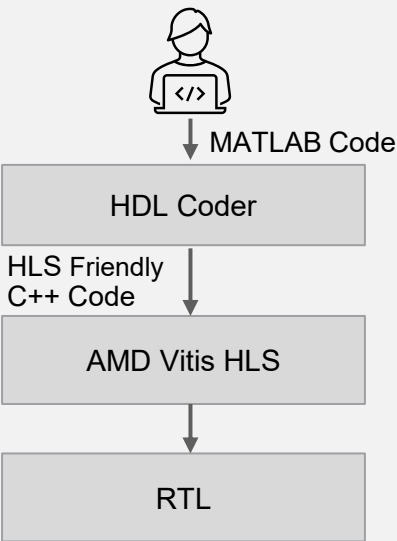 </>
MATLAB Code
HDL Coder
HLS Friendly
C++ Code
AMD Vitis HLS
RTL